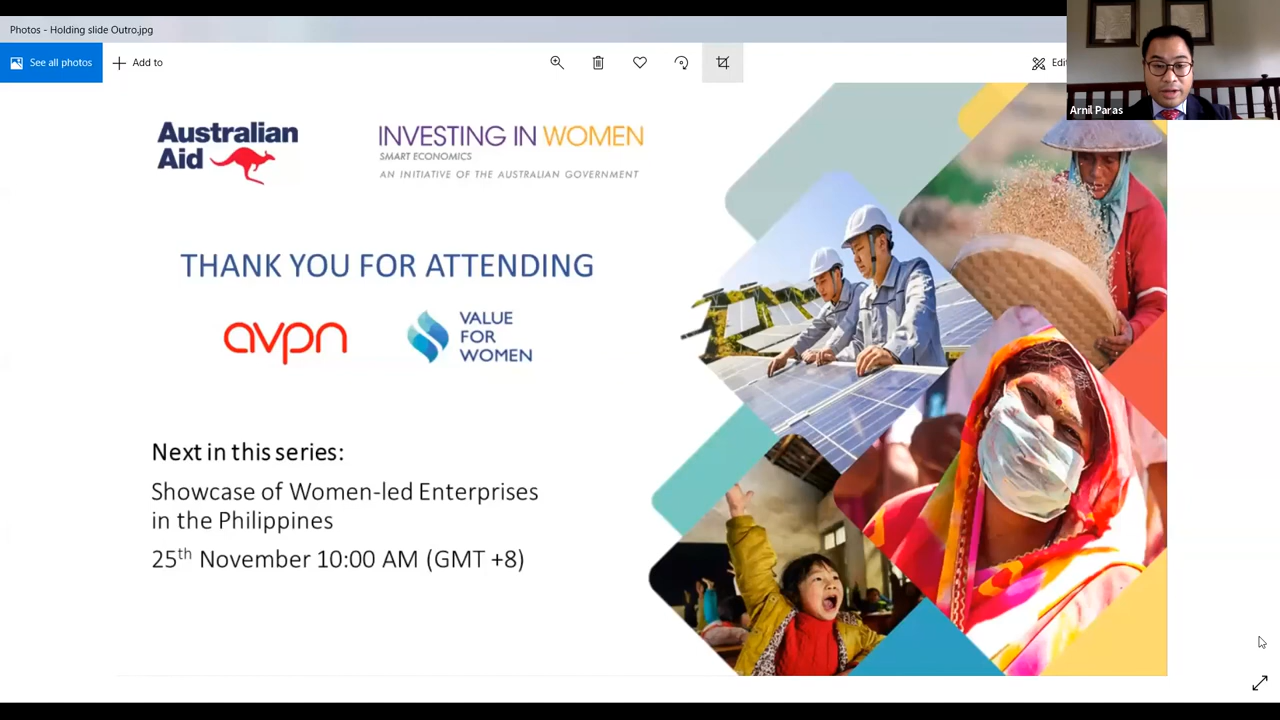 Photos - Holding slide Outro.jpg
See all photos
Add to
Arnil Paras
Australian
Aid
INVESTING IN WOMEN
SMART ECONOMICS
AN INITIATIVE OF THE AUSTRALIAN GOVERNMENT
THANK YOU FOR ATTENDING
avpn
VALUE
FOR
WOMEN
Next in this series:
Showcase of Women-led Enterprises
in the Philippines
25th November 10:00 AM (GMT +8)